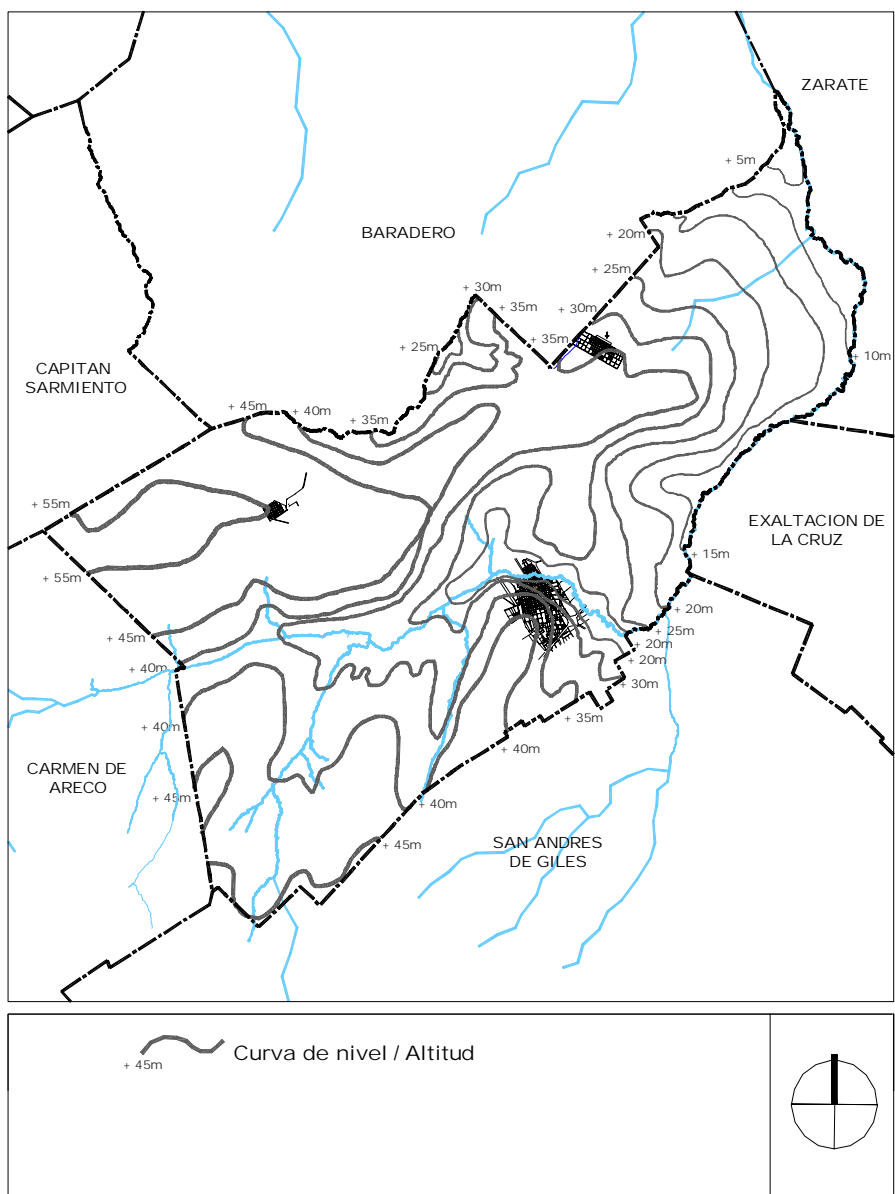 ZARATE
+ 5m
BARADERO
+ 20m
+ 25m
+ 30m
+ 35m
+ 30m
+ 35m
+ 25m
+ 10m
CAPITAN
SARMIENTO
+ 45m
+ 40m
+ 35m
+ 55m
EXALTACION DE
LA CRUZ
+ 15m
+ 55m
+ 20m
+ 25m
+ 45m
+ 20m
+ 20m
+ 40m
+ 30m
+ 35m
+ 40m
+ 40m
CARMEN DE
ARECO
+ 45m
+ 40m
SAN ANDRES
DE GILES
+ 45m
+ 45m
Curva de nivel / Altitud